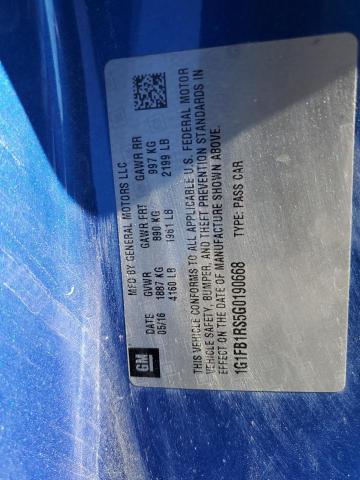 GM
MFD BY GENERAL MOTORS LLC
DATE GVWR GAWR FRT GAWR RR
05/16 1887 KG 890 KG 997 KG
4160 LB 1961 LB 2199 LB
THIS VEHICLE CONFORMS TO ALL APPLICABLE U.S. FEDERAL MOTOR
VEHICLE SAFETY, BUMPER, AND THEFT PREVENTION STANDARDS IN
EFFECT ON THE DATE OF MANUFACTURE SHOWN ABOVE.
1G1FB1RS5G0190668 TYPE: PASS CAR